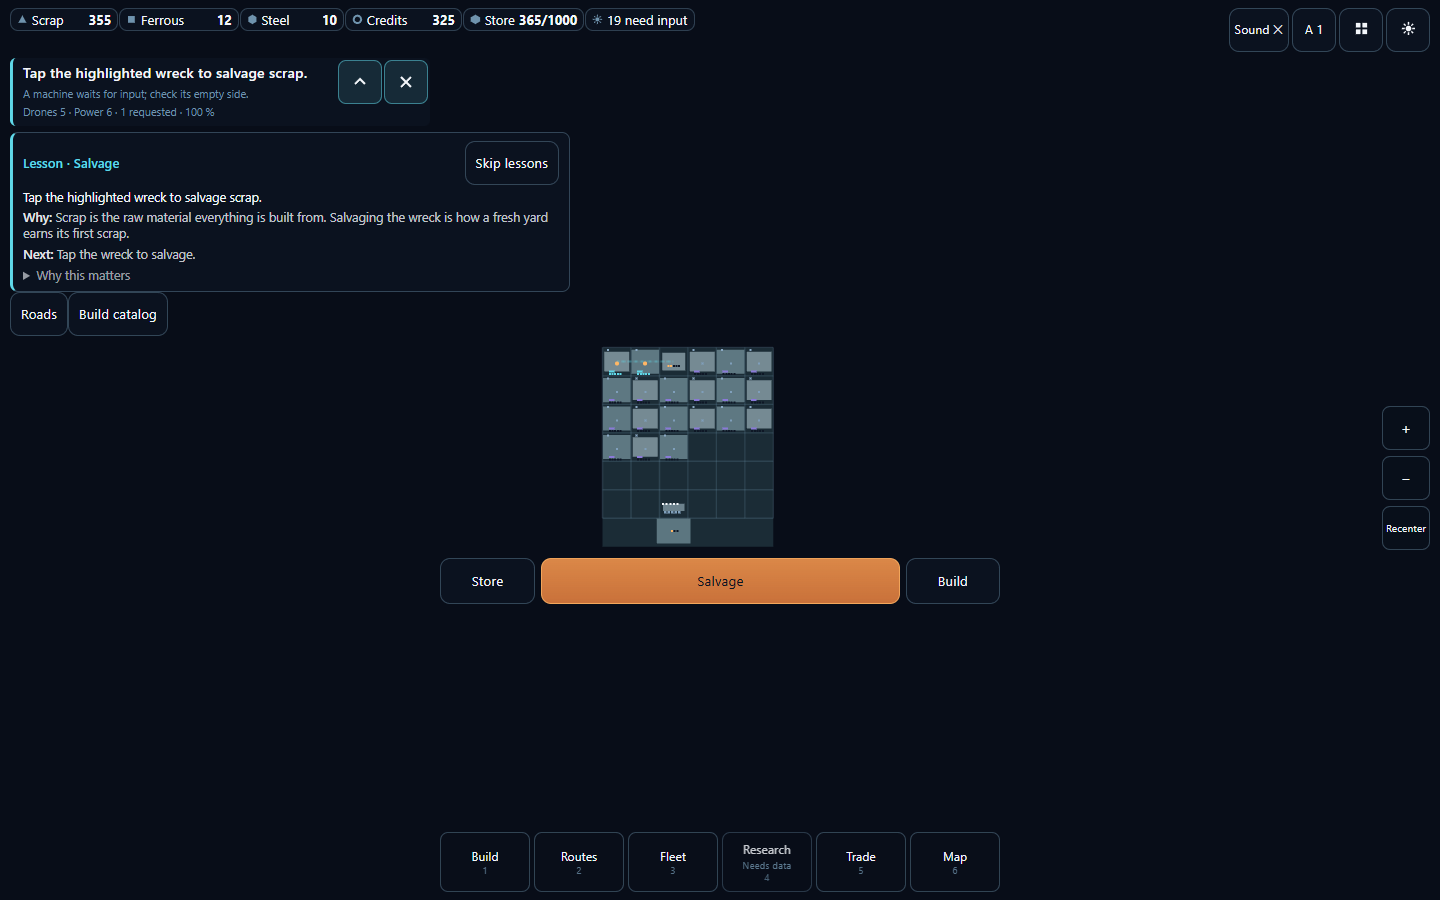 Scrap 355 Ferrous 12 Steel 10 Credits 325 Store 365/1000 19 need input
Sound X A 1
Tap the highlighted wreck to salvage scrap.
A machine waits for input; check its empty side.
Drones 5 · Power 6 · 1 requested · 100 %
Lesson · Salvage
Skip lessons
Tap the highlighted wreck to salvage scrap.
Why: Scrap is the raw material everything is built from. Salvaging the wreck is how a fresh yard
earns its first scrap.
Next: Tap the wreck to salvage.
Why this matters
Roads Build catalog
+
−
Recenter
Store Salvage Build
Build Routes Fleet Research Trade Map
Needs data
1 2 3 4 5 6